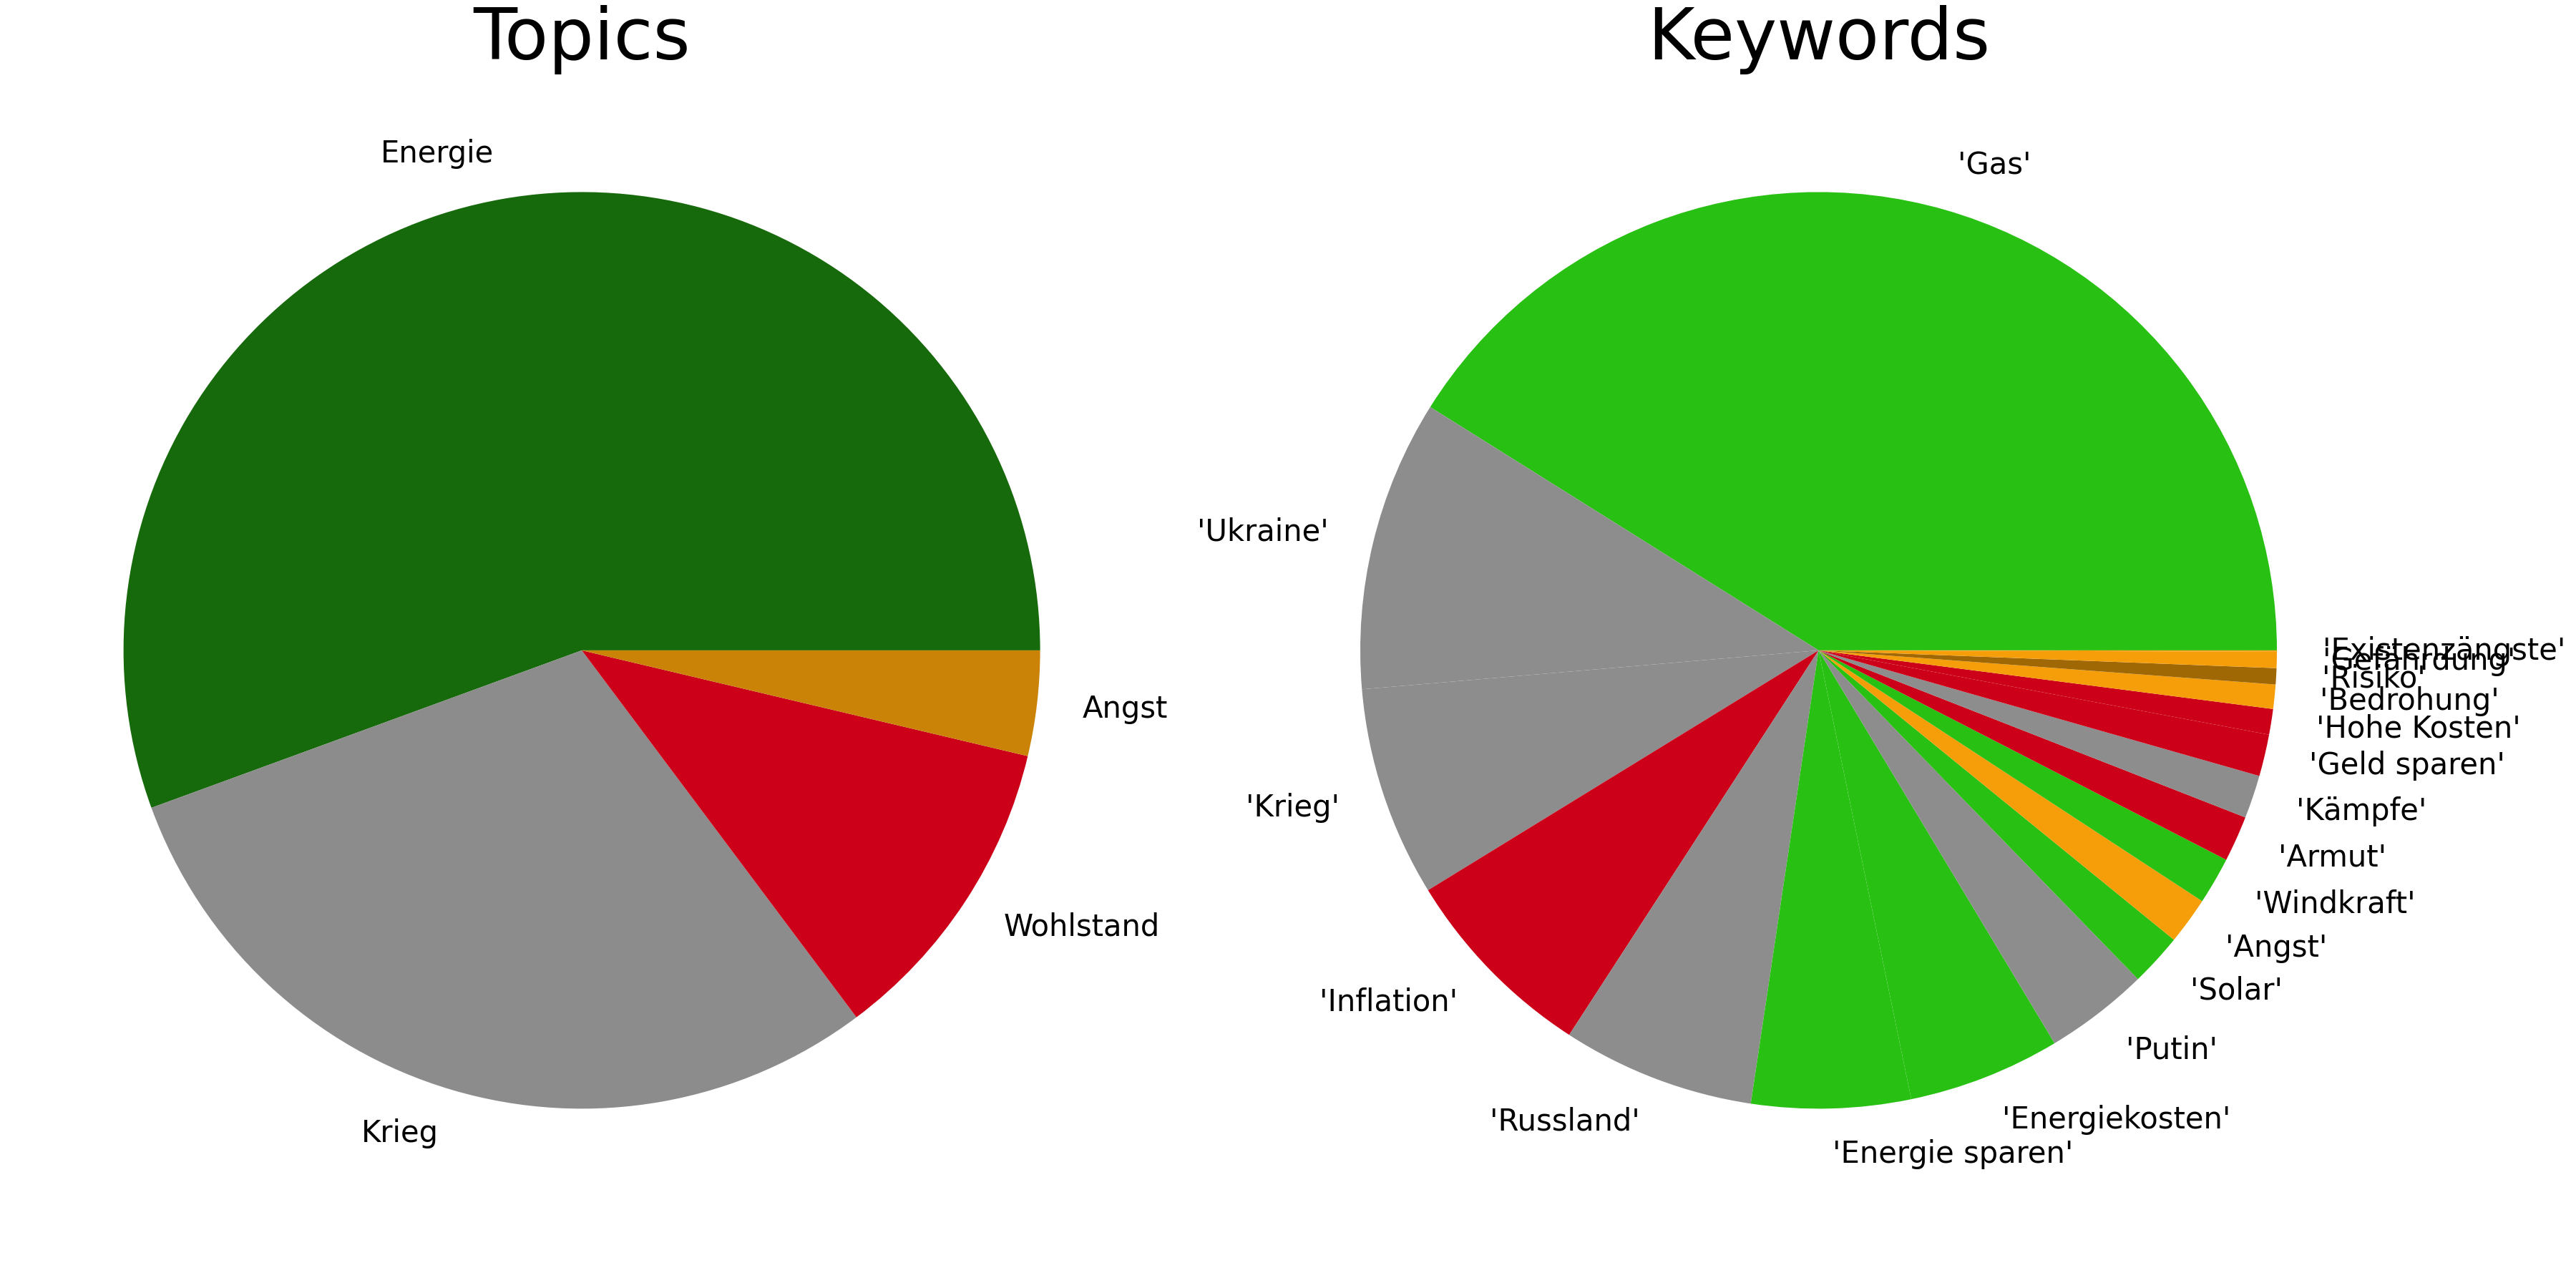 Topics
Energie
Krieg
Wohlstand
Angst
Keywords
'Gas'
'Ukraine'
'Krieg'
'Inflation'
'Russland'
'Energie sparen'
'Energiekosten'
'Putin'
'Solar'
'Angst'
'Windkraft'
'Armut'
'Kämpfe'
'Geld sparen'
'Hohe Kosten'
'Bedrohung'
'Risiko'
'Gefährdung'
'Existenzängste'